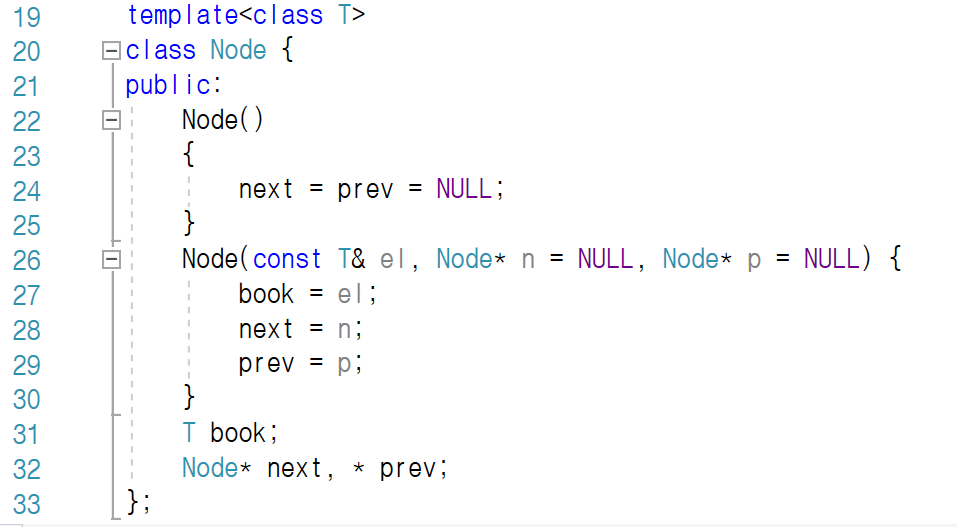 19 template<class T>
20 class Node {
21 public:
22 Node()
23 {
24 next = prev = NULL;
25 }
26 Node(const T& el, Node* n = NULL, Node* p = NULL) {
27 book = el;
28 next = n;
29 prev = p;
30 }
31 T book;
32 Node* next, * prev;
33 };